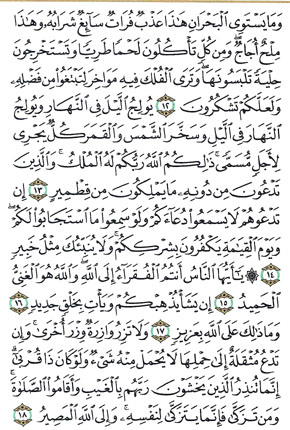 وَمَا يَسْتَوِى ٱلْبَحْرَانِ هَٰذَا عَذْبٌ فُرَاتٌ سَآئِغٌ شَرَابُهُۥ وَهَٰذَا
مِلْحٌ أُجَاجٌ ۖ وَمِن كُلٍّ تَأْكُلُونَ لَحْمًا طَرِيًّا وَتَسْتَخْرِجُونَ
حِلْيَةً تَلْبَسُونَهَا ۖ وَتَرَى ٱلْفُلْكَ فِيهِ مَوَاخِرَ لِتَبْتَغُوا۟ مِن فَضْلِهِۦ
وَلَعَلَّكُمْ تَشْكُرُونَ ١٢ يُولِجُ ٱلَّيْلَ فِى ٱلنَّهَارِ وَيُولِجُ
ٱلنَّهَارَ فِى ٱلَّيْلِ وَسَخَّرَ ٱلشَّمْسَ وَٱلْقَمَرَ كُلٌّ يَجْرِى
لِأَجَلٍ مُّسَمًّى ۚ ذَٰلِكُمُ ٱللَّهُ رَبُّكُمْ لَهُ ٱلْمُلْكُ ۚ وَٱلَّذِينَ
تَدْعُونَ مِن دُونِهِۦ مَا يَمْلِكُونَ مِن قِطْمِيرٍ ١٣ إِن
تَدْعُوهُمْ لَا يَسْمَعُوا۟ دُعَآءَكُمْ وَلَوْ سَمِعُوا۟ مَا ٱسْتَجَابُوا۟ لَكُمْ ۖ
وَيَوْمَ ٱلْقِيَٰمَةِ يَكْفُرُونَ بِشِرْكِكُمْ ۚ وَلَا يُنَبِّئُكَ مِثْلُ خَبِيرٍ
١٤ ۞ يَٰٓأَيُّهَا ٱلنَّاسُ أَنتُمُ ٱلْفُقَرَآءُ إِلَى ٱللَّهِ ۖ وَٱللَّهُ هُوَ ٱلْغَنِىُّ
ٱلْحَمِيدُ ١٥ إِن يَشَأْ يُذْهِبْكُمْ وَيَأْتِ بِخَلْقٍ جَدِيدٍ ١٦
وَمَا ذَٰلِكَ عَلَى ٱللَّهِ بِعَزِيزٍ ١٧ وَلَا تَزِرُ وَازِرَةٌ وِزْرَ أُخْرَىٰ ۚ وَإِن
تَدْعُ مُثْقَلَةٌ إِلَىٰ حِمْلِهَا لَا يُحْمَلْ مِنْهُ شَىْءٌ وَلَوْ كَانَ ذَا قُرْبَىٰٓ ۗ
إِنَّمَا تُنذِرُ ٱلَّذِينَ يَخْشَوْنَ رَبَّهُم بِٱلْغَيْبِ وَأَقَامُوا۟ ٱلصَّلَوٰةَ ۚ
وَمَن تَزَكَّىٰ فَإِنَّمَا يَتَزَكَّىٰ لِنَفْسِهِۦ ۚ وَإِلَى ٱللَّهِ ٱلْمَصِيرُ ١٨